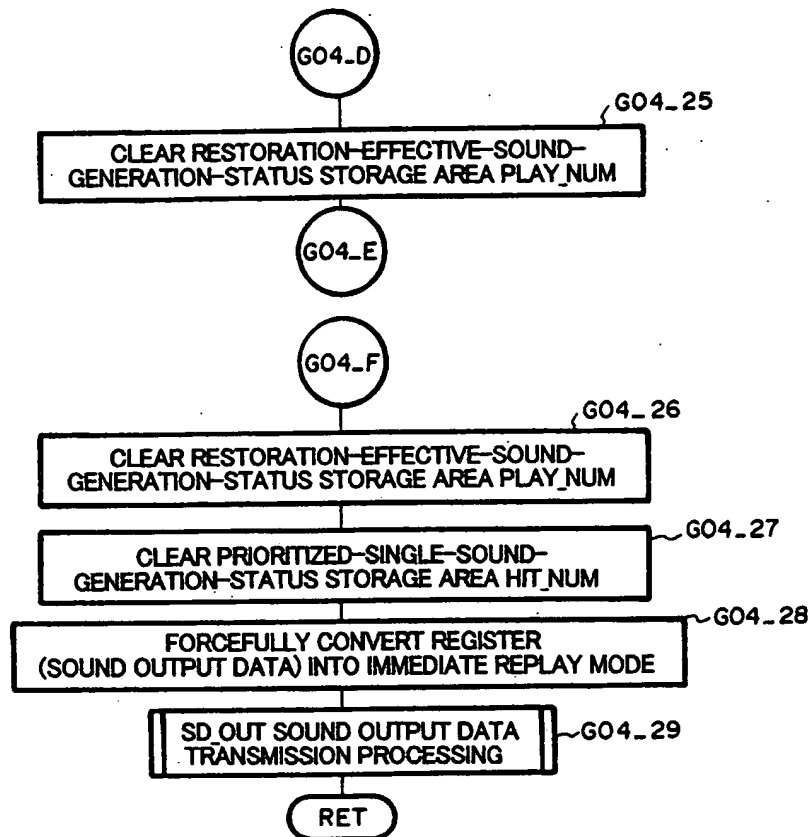 G04_D
G04_25
CLEAR RESTORATION-EFFECTIVE-SOUND-
GENERATION-STATUS STORAGE AREA PLAY_NUM
G04_E
G04_F
G04_26
CLEAR RESTORATION-EFFECTIVE-SOUND-
GENERATION-STATUS STORAGE AREA PLAY_NUM
G04_27
CLEAR PRIORITIZED-SINGLE-SOUND-
GENERATION-STATUS STORAGE AREA HIT_NUM
G04_28
FORCEFULLY CONVERT REGISTER
(SOUND OUTPUT DATA) INTO IMMEDIATE REPLAY MODE
SD_OUT SOUND OUTPUT DATA
TRANSMISSION PROCESSING
G04_29
RET